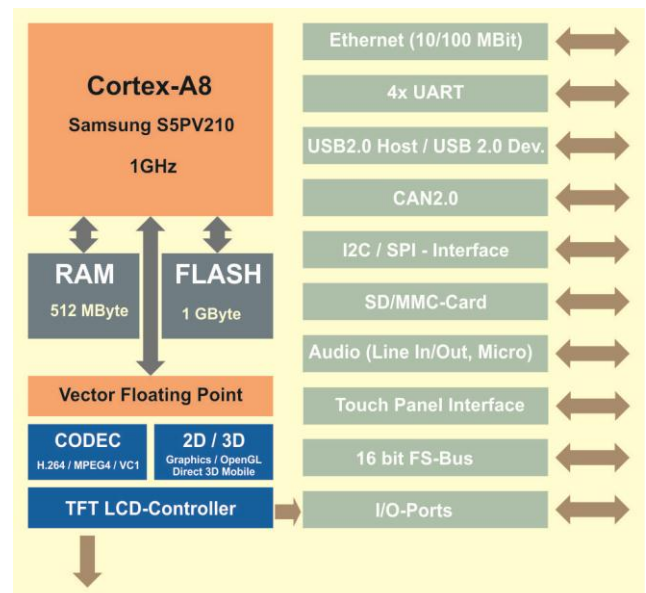 Cortex-A8
Samsung S5PV210
1GHz
RAM
512 MByte
FLASH
1 GByte
Vector Floating Point
CODEC
H.264 / MPEG4 / VC1
2D / 3D
Graphics / OpenGL
Direct 3D Mobile
TFT LCD-Controller
Ethernet (10/100 MBit)
4x UART
USB2.0 Host / USB 2.0 Dev.
CAN2.0
I2C / SPI - Interface
SD/MMC-Card
Audio (Line In/Out, Micro)
Touch Panel Interface
16 bit FS-Bus
I/O-Ports